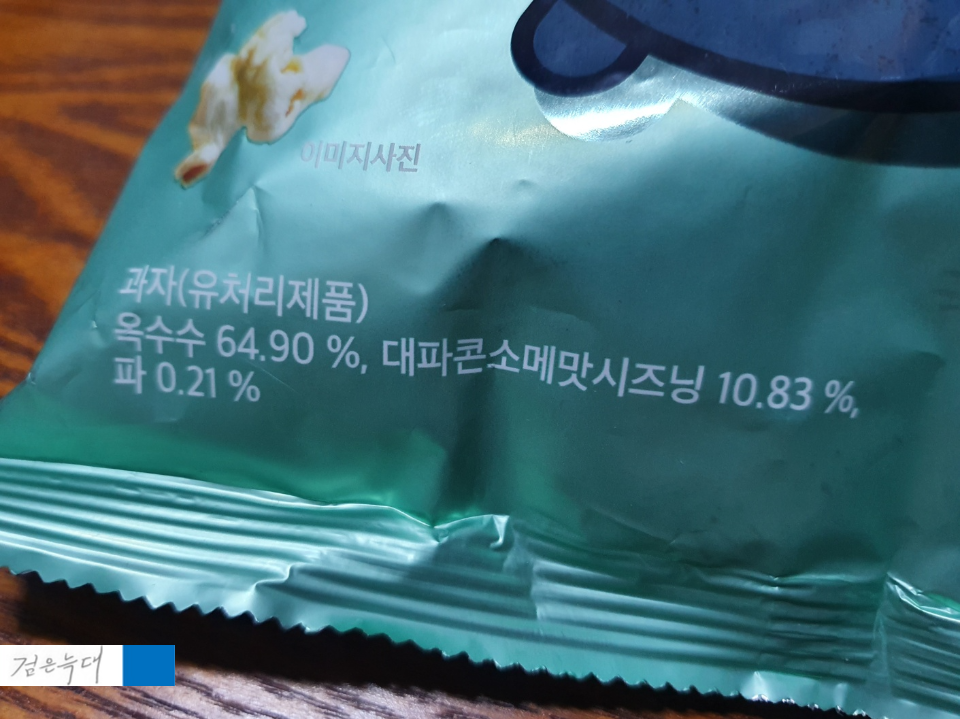 이미지사진
과자(유처리제품)
옥수수 64.90 %, 대파콘소메맛시즈닝 10.83 %,
파 0.21 %
검은늑대